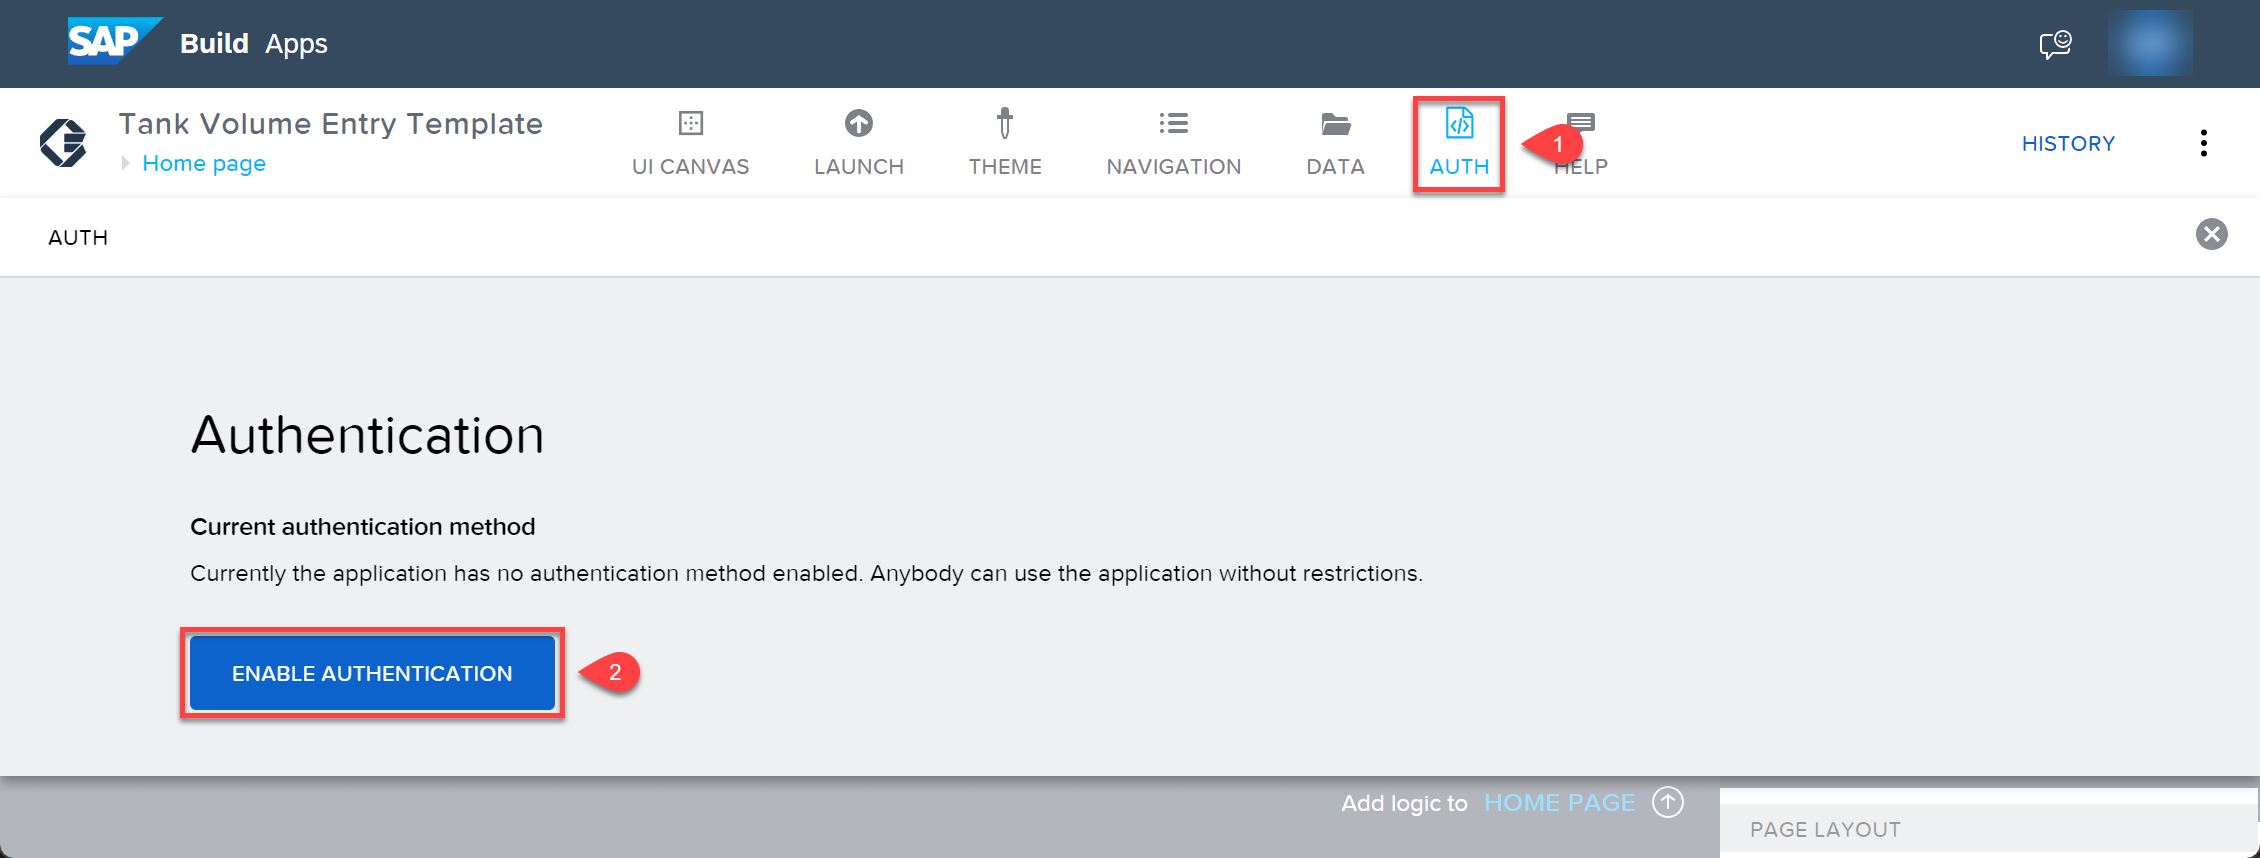 SAP Build Apps
Tank Volume Entry Template
Home page
UI CANVAS
LAUNCH
THEME
NAVIGATION
DATA
AUTH
1
HELP
HISTORY
AUTH
Authentication
Current authentication method
Currently the application has no authentication method enabled. Anybody can use the application without restrictions.
ENABLE AUTHENTICATION
2
Add logic to HOME PAGE
PAGE LAYOUT